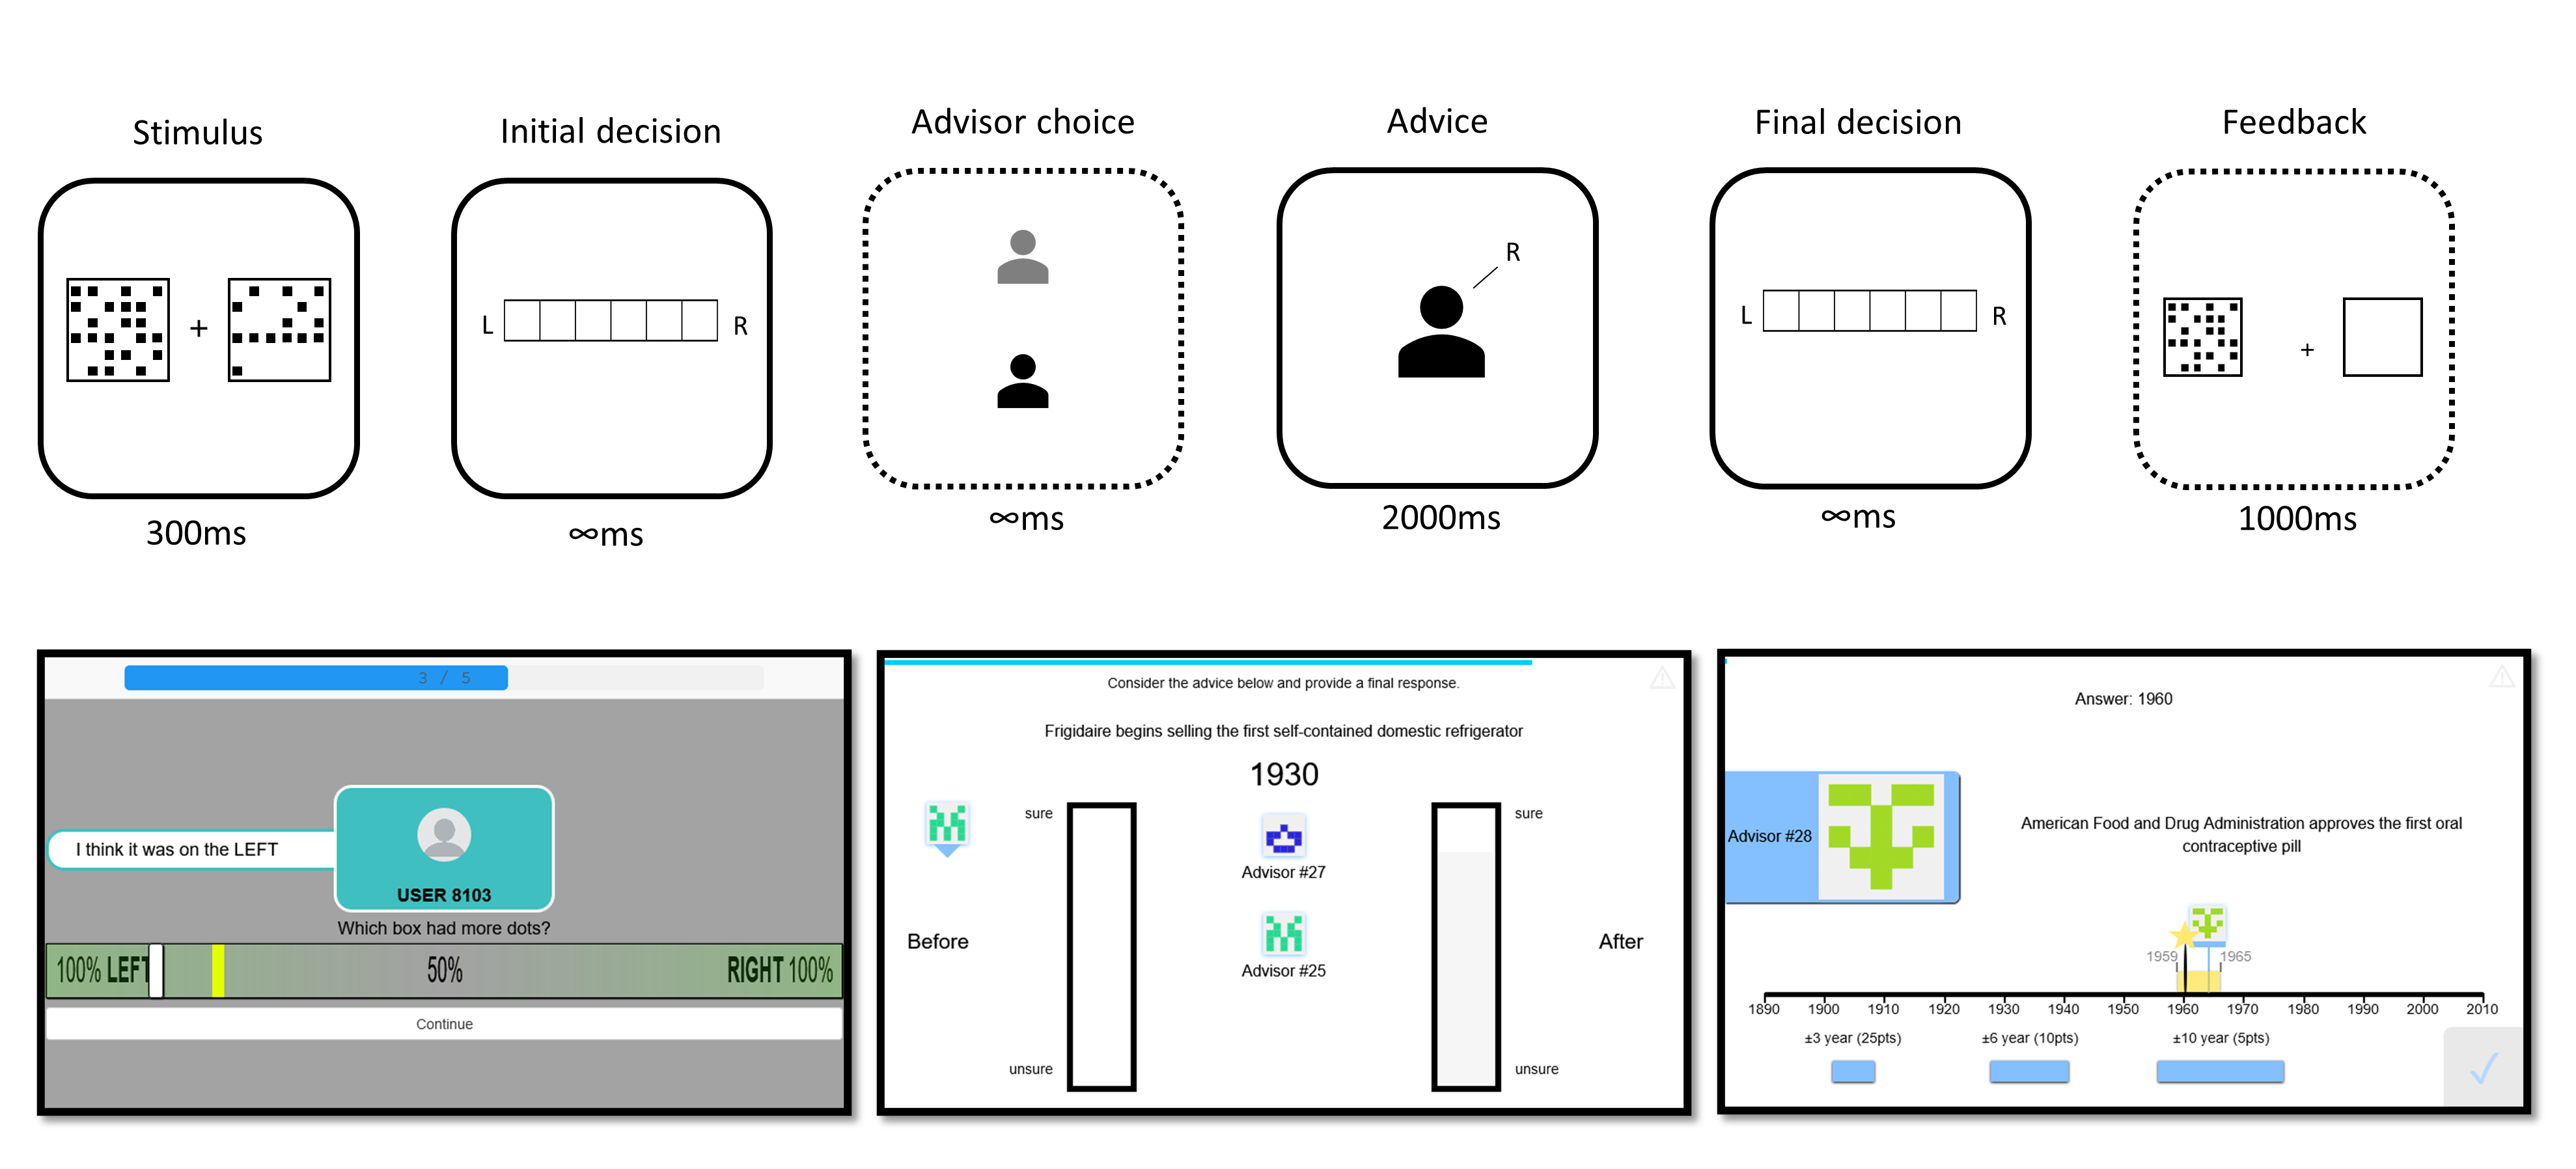 Stimulus
Initial decision
Advisor choice
Advice
Final decision
Feedback
+
L
R
R
L
R
+
300ms
∞ms
∞ms
2000ms
∞ms
1000ms
3 / 5
I think it was on the LEFT
USER 8103
Which box had more dots?
100% LEFT
50%
RIGHT 100%
Continue
Consider the advice below and provide a final response.
Frigidaire begins selling the first self-contained domestic refrigerator
1930
sure
sure
Advisor #27
Before
After
Advisor #25
unsure
unsure
Answer: 1960
Advisor #28
American Food and Drug Administration approves the first oral
contraceptive pill
1959
1965
1890 1900 1910 1920 1930 1940 1950 1960 1970 1980 1990 2000 2010
±3 year (25pts)
±6 year (10pts)
±10 year (5pts)